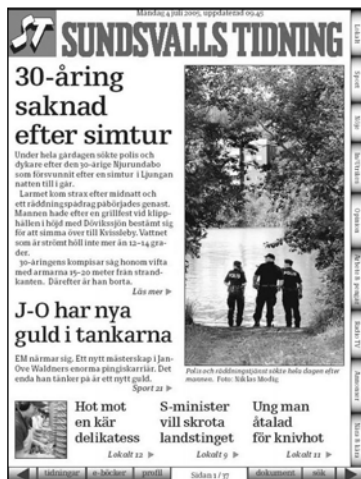 Måndag 4 juli 2005, uppdaterad 09.45
ST SUNDSVALLS TIDNING
30-åring
saknad
efter simtur
Under hela gårdagen sökte polis och
dykare efter den 30-årige Njurundabo
som försvunnit efter en simtur i Ljungan
natten till i går.
Larmet kom strax efter midnatt och
ett räddningspådrag påbörjades genast.
Mannen hade efter en grillfest vid klipp-
hällen i höjd med Dövikssjön bestämt sig
för att simma över till Krissleby. Vattnet
som är strömt höll inte mer än 12-14 gra-
der.
30-åringens kompisar såg honom vifta
med armarna 15-20 meter från strand-
kanten. Därefter är han borta.
Läs mer
Polis och räddningstjänst sökte hela dagen efter
mannen. Foto: Niklas Modig
J-O har nya
guld i tankarna
EM närmar sig. Ett nytt mästerskap i Jan-
Ove Waldners enorma pingiskarriär. Det
enda han tänker på är ett nytt guld.
Sport 21
Hot mot
en kär
delikatess
Lokalt 12
S-minister
vill skrota
landstinget
Lokalt 9
Ung man
åtalad
för knivhot
Lokalt 11
Lokalt
Sport
Nöje
Opinion
Radio TV
Annonser
tidningar
e-böcker
profil
Sidan 1/37
dokument
sök